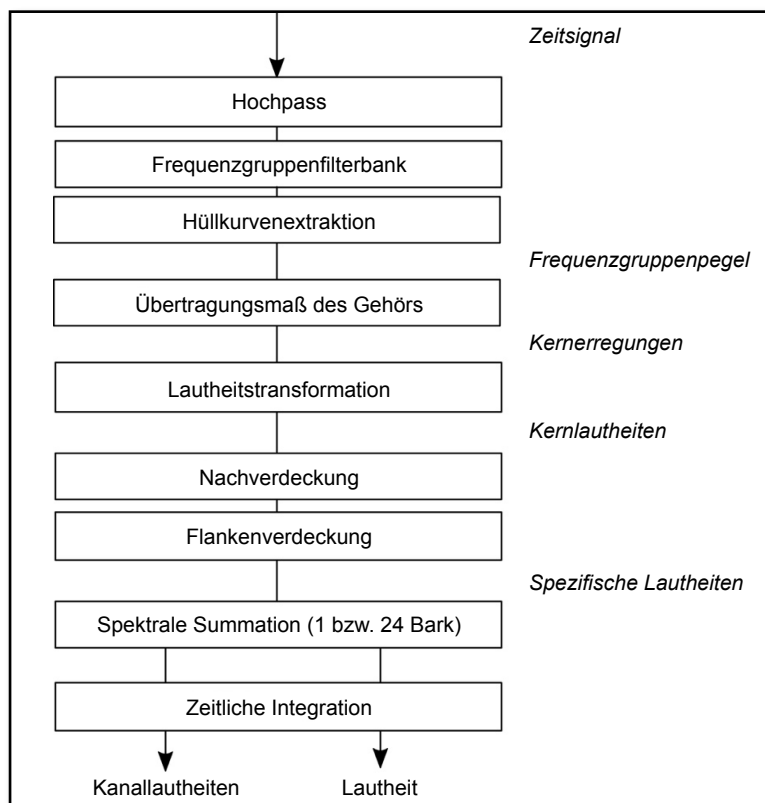 Zeitsignal
Hochpass
Frequenzgruppenfilterbank
Hüllkurvenextraktion
Frequenzgruppenpegel
Übertragungsmaß des Gehörs
Kernerregungen
Lautheitstransformation
Kernlautheiten
Nachverdeckung
Flankenverdeckung
Spezifische Lautheiten
Spektrale Summation (1 bzw. 24 Bark)
Zeitliche Integration
Kanallautheiten
Lautheit